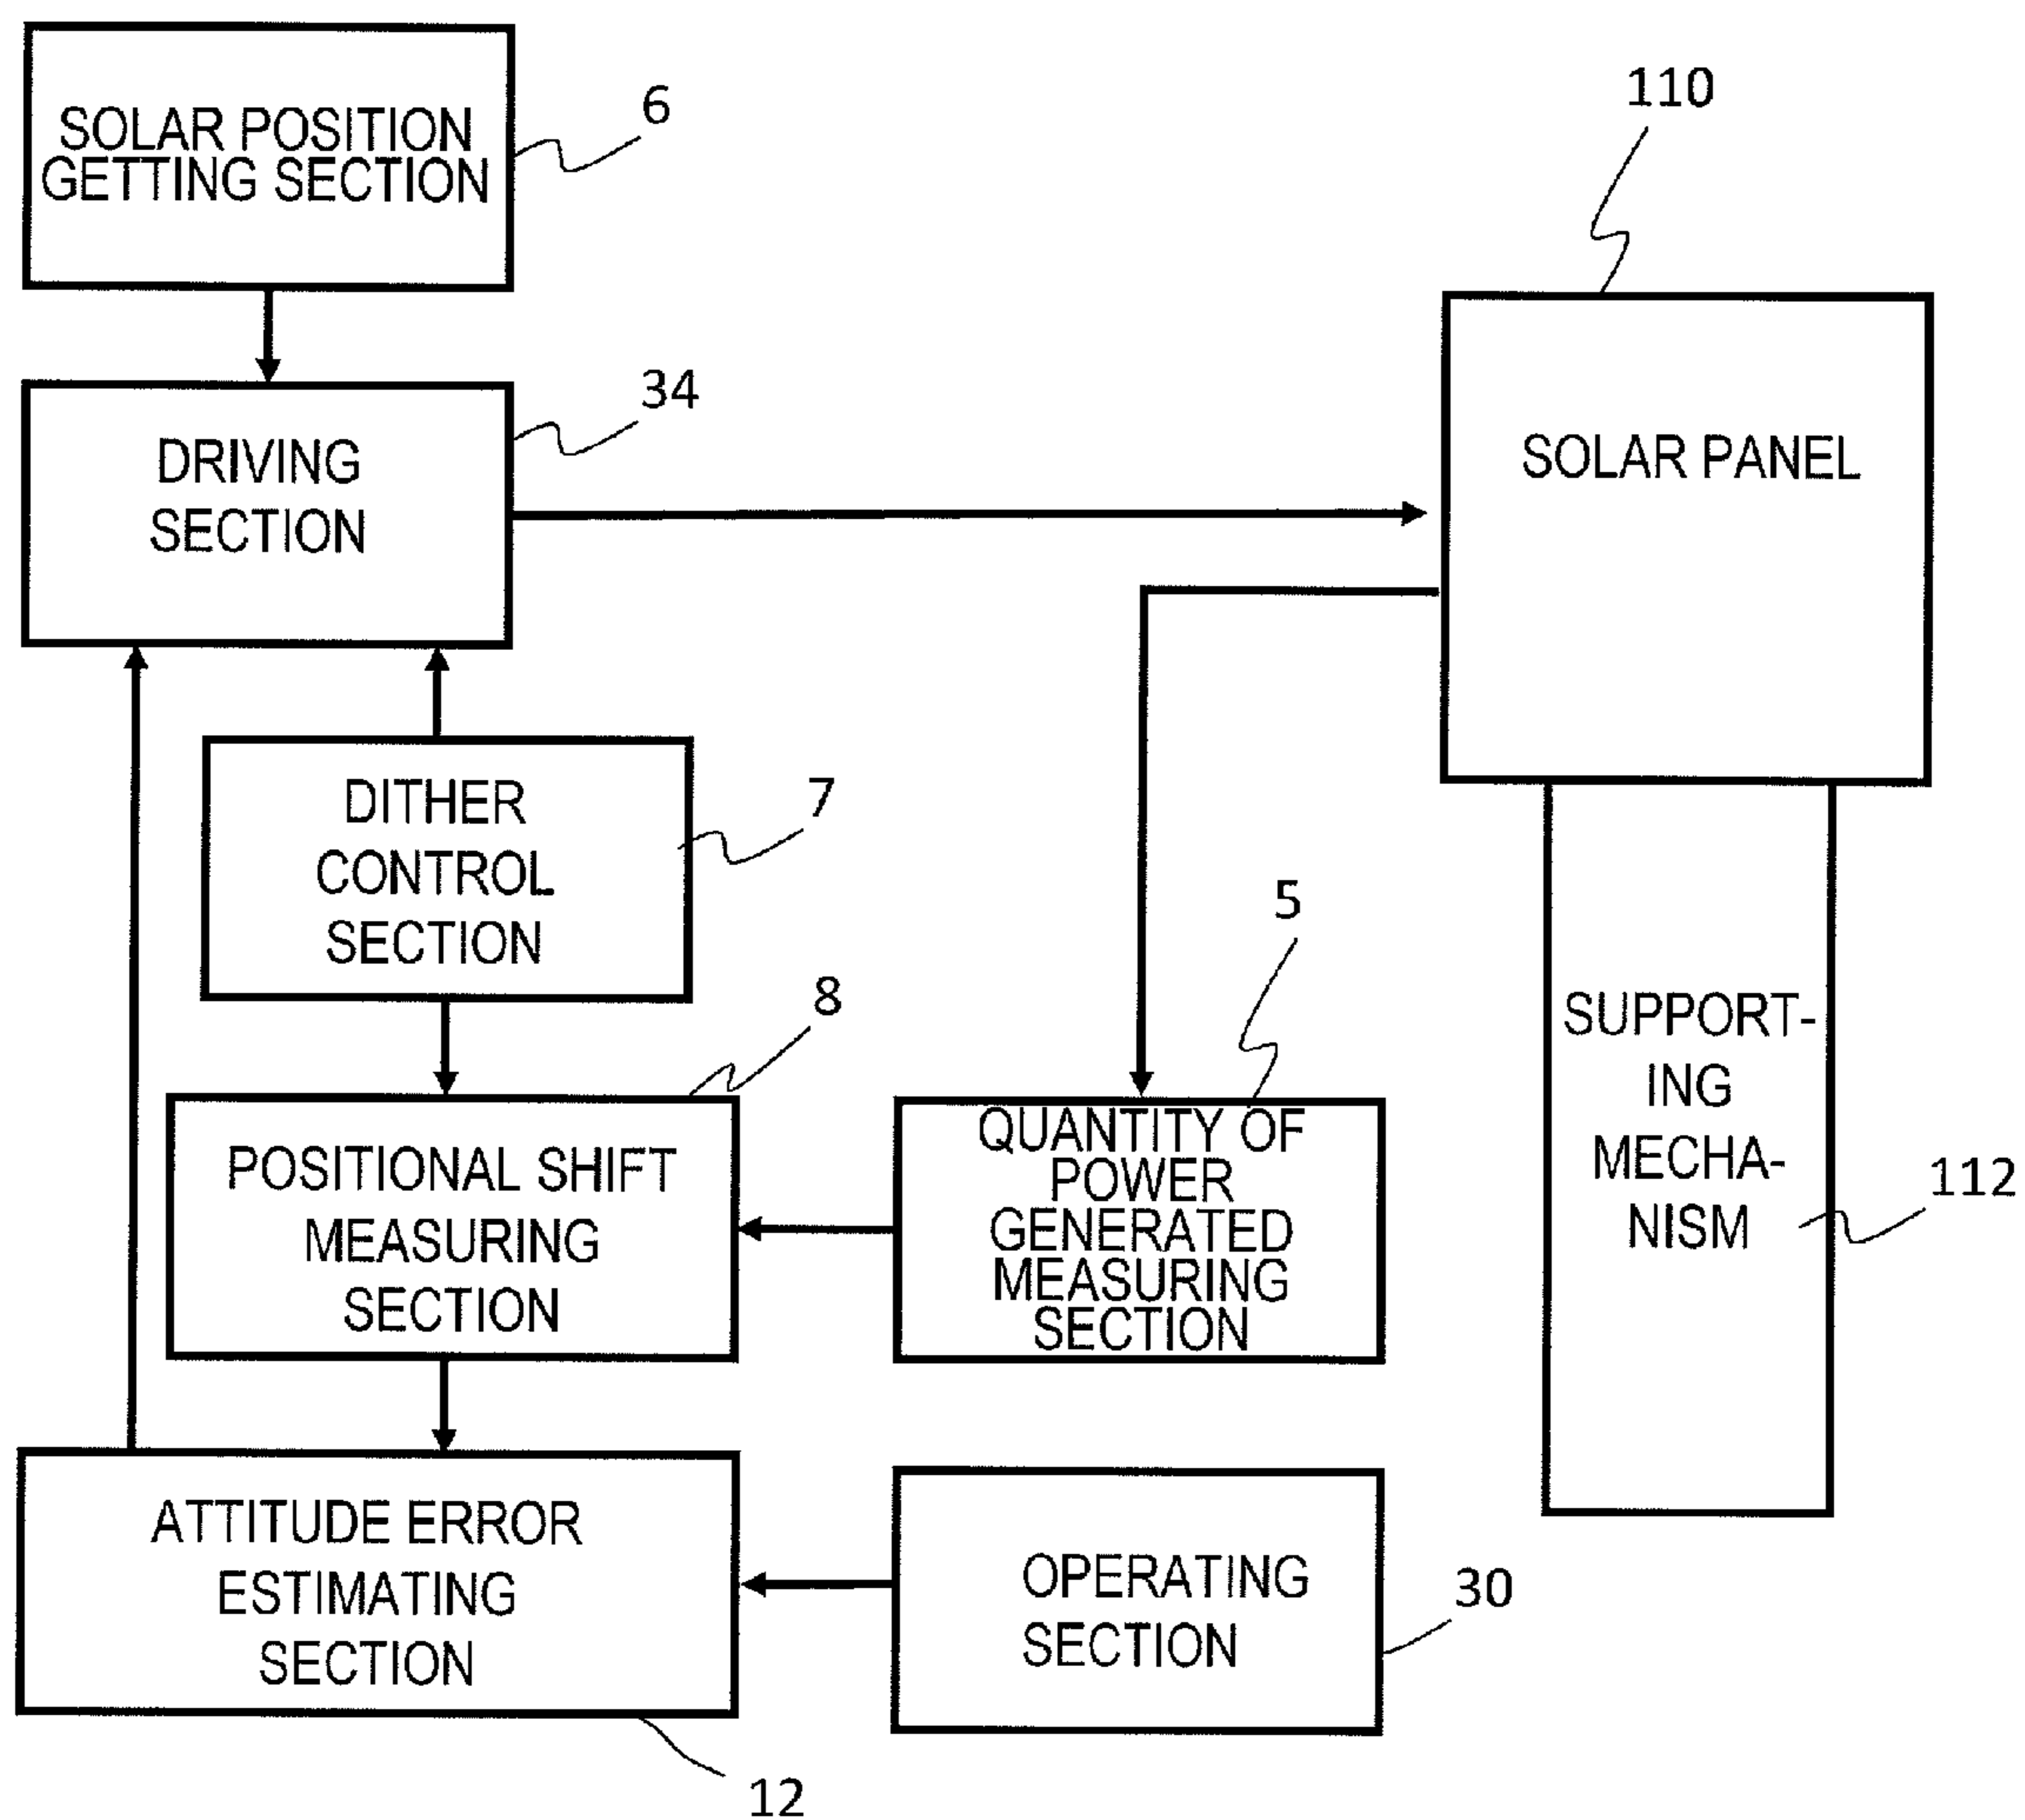 SOLAR POSITION
GETTING SECTION
6
110
DRIVING
SECTION
34
SOLAR PANEL
DITHER
CONTROL
SECTION
7
5
8
POSITIONAL SHIFT
MEASURING
SECTION
QUANTITY OF
POWER
GENERATED
MEASURING
SECTION
SUPPORT-
ING
MECHA-
NISM
112
ATTITUDE ERROR
ESTIMATING
SECTION
OPERATING
SECTION
30
12